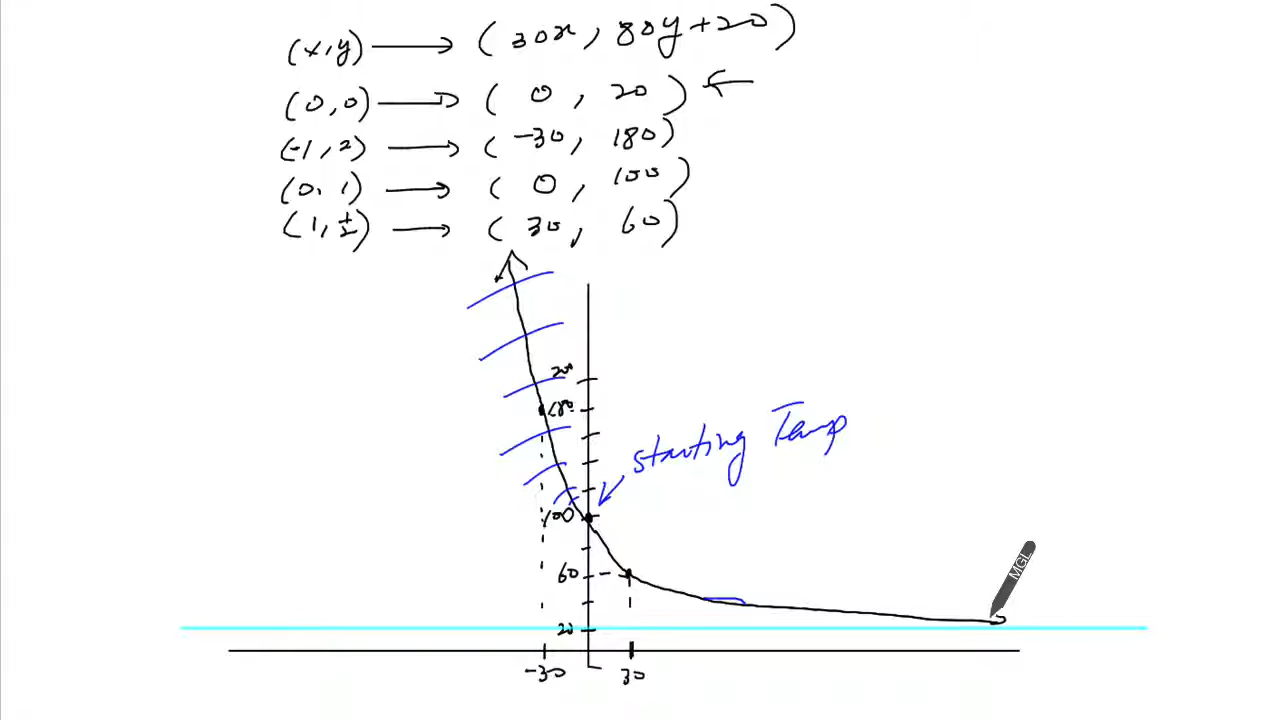 (x,y) ⟶ (30x, 80y+20)
(0,0) ⟶ (0, 20) ←
(-1,2) ⟶ (-30, 180)
(0,1) ⟶ (0, 100)
(1,½) ⟶ (30, 60)
200
180
starting Temp
100
60
MGL
20
-30 30